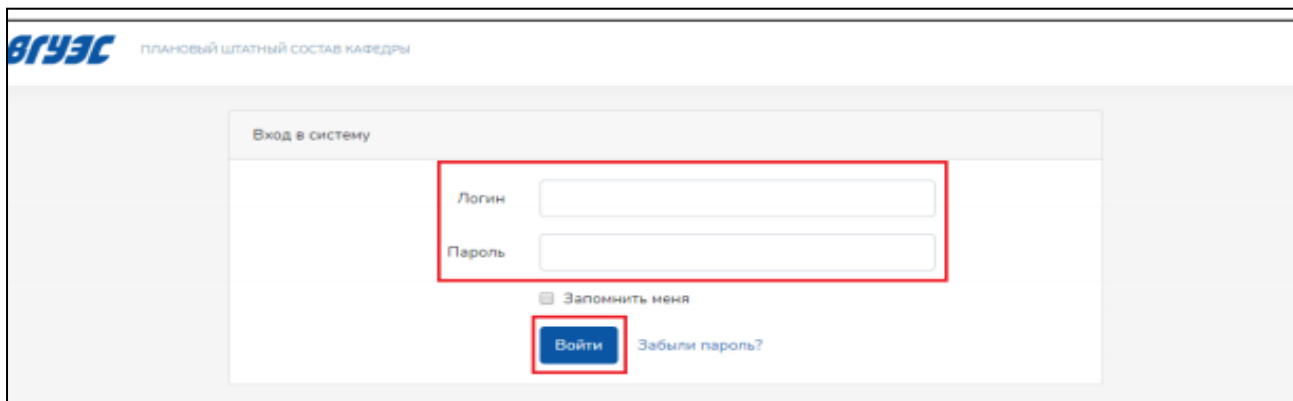 ВГУЭС ПЛАНОВЫЙ ШТАТНЫЙ СОСТАВ КАФЕДРЫ
Вход в систему
Логин
Пароль
Запомнить меня
Войти Забыли пароль?